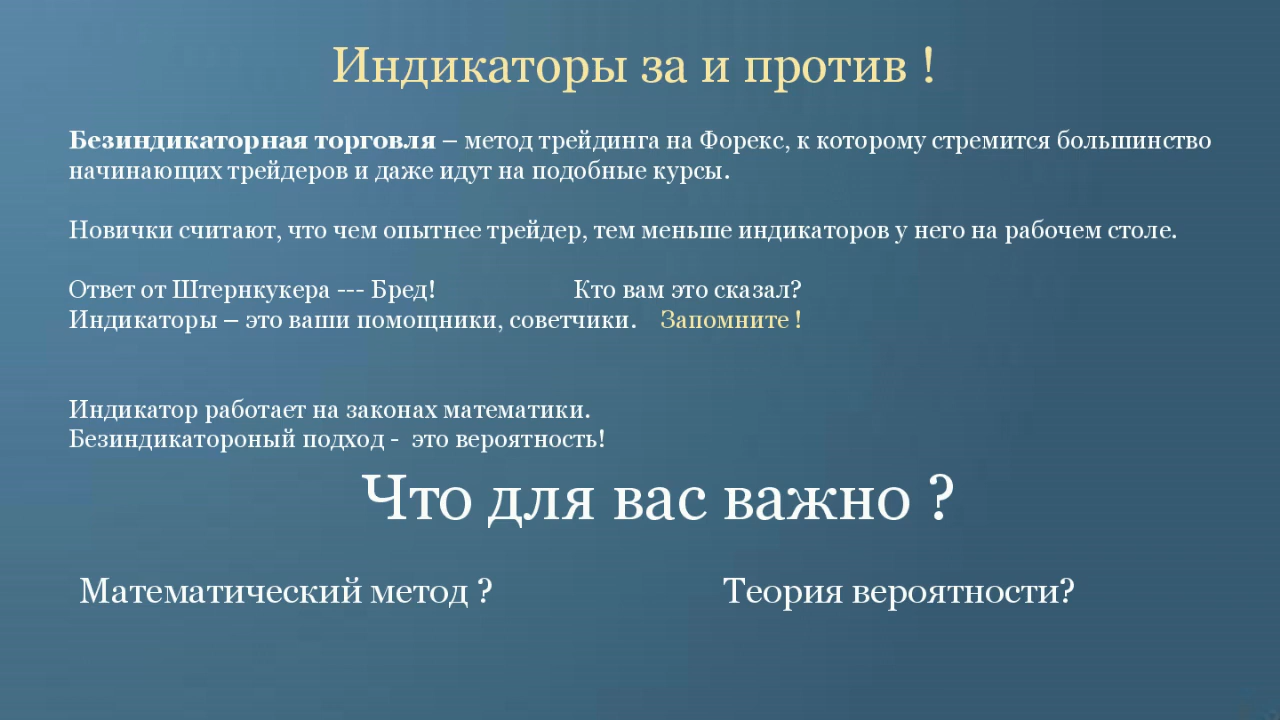 Индикаторы за и против !
Безиндикаторная торговля – метод трейдинга на Форекс, к которому стремится большинство
начинающих трейдеров и даже идут на подобные курсы.
Новички считают, что чем опытнее трейдер, тем меньше индикаторов у него на рабочем столе.
Ответ от Штернкукера --- Бред! Кто вам это сказал?
Индикаторы – это ваши помощники, советчики. Запомните !
Индикатор работает на законах математики.
Безиндикатороный подход - это вероятность!
Что для вас важно ?
Математический метод ? Теория вероятности?